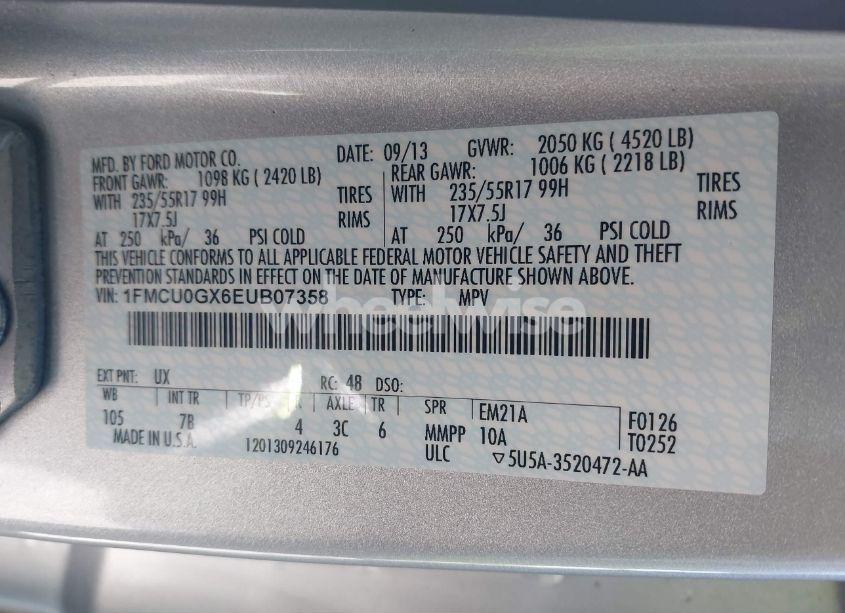 MFD. BY FORD MOTOR CO. DATE: 09/13 GVWR: 2050 KG ( 4520 LB)
FRONT GAWR: 1098 KG ( 2420 LB) REAR GAWR: 1006 KG ( 2218 LB)
WITH 235/55R17 99H TIRES WITH 235/55R17 99H TIRES
17X7.5J RIMS 17X7.5J RIMS
AT 250 kPa/ 36 PSI COLD AT 250 kPa/ 36 PSI COLD
THIS VEHICLE CONFORMS TO ALL APPLICABLE FEDERAL MOTOR VEHICLE SAFETY AND THEFT
PREVENTION STANDARDS IN EFFECT ON THE DATE OF MANUFACTURE SHOWN ABOVE.
VIN: 1FMCU0GX6EUB07358 TYPE: MPV
wheelwise
EXT PNT: UX RC: 48 DSO:
WB INT TR TP/PS R AXLE TR SPR EM21A F0126
105 7B 4 3C 6 MMPP 10A T0252
MADE IN U.S.A. 1201309246176 ULC ▽5U5A-3520472-AA